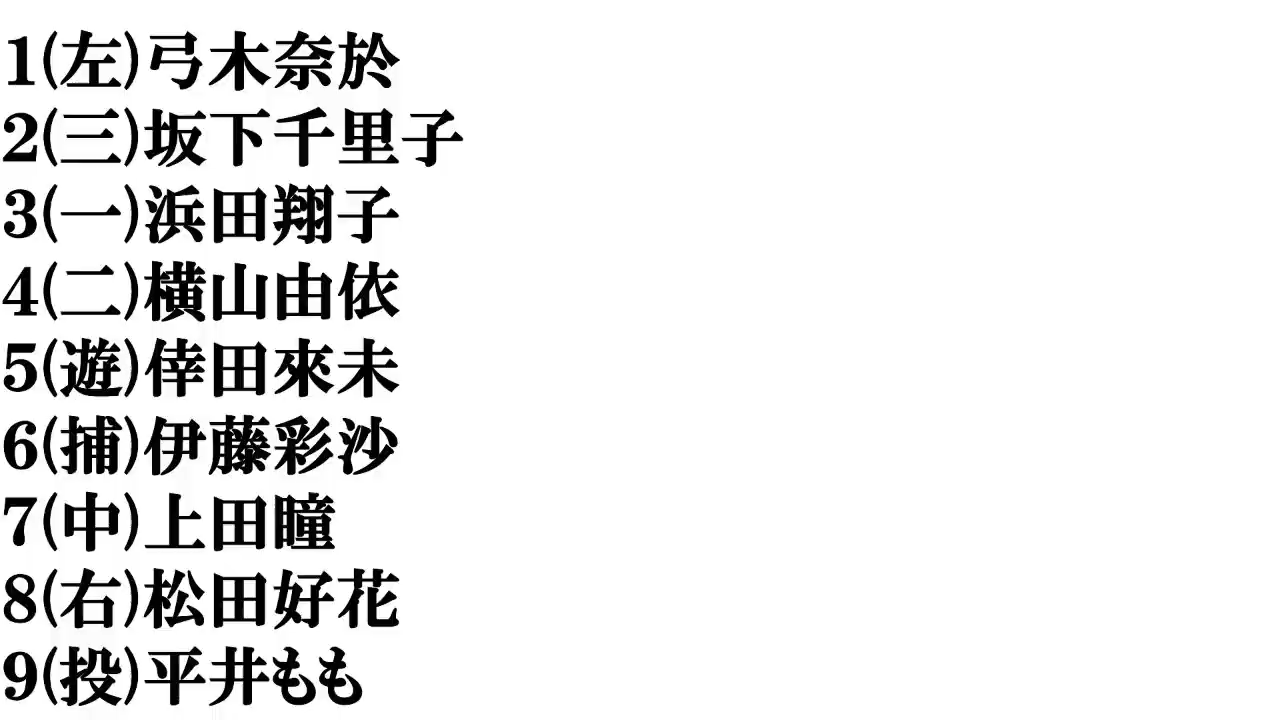 1(左)弓木奈於
2(三)坂下千里子
3(一)浜田翔子
4(二)横山由依
5(遊)倖田來未
6(捕)伊藤彩沙
7(中)上田瞳
8(右)松田好花
9(投)平井もも